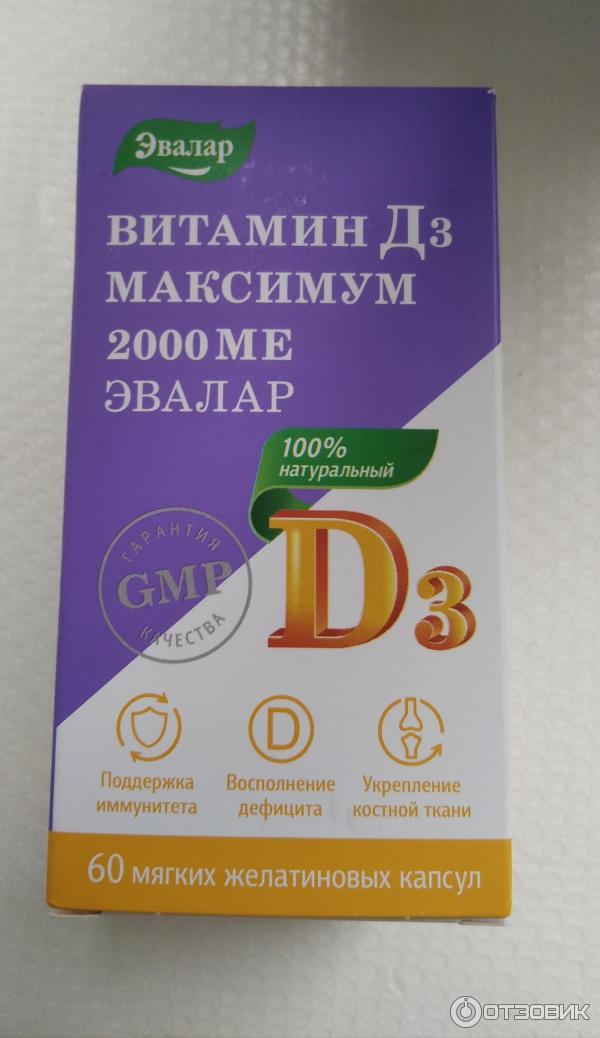 Эвалар
ВИТАМИН Д3
МАКСИМУМ
2000 МЕ
ЭВАЛАР
100%
натуральный
D3
ГАРАНТИЯ
GMP
КАЧЕСТВА
D
Поддержка
иммунитета
Восполнение
дефицита
Укрепление
костной ткани
60 мягких желатиновых капсул
ОТЗОВИК